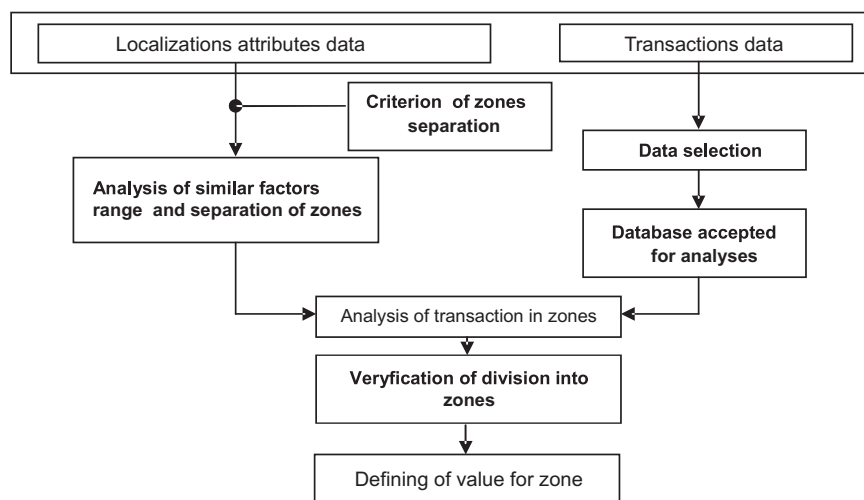 Localizations attributes data
Transactions data
Criterion of zones
separation
Data selection
Analysis of similar factors
range and separation of zones
Database accepted
for analyses
Analysis of transaction in zones
Veryfication of division into
zones
Defining of value for zone